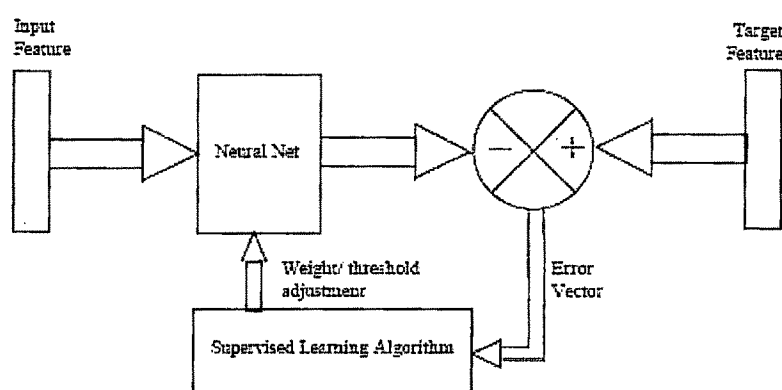 Input
Feature
Target
Feature
Neural Net
−
+
Weight/ threshold
adjustment
Error
Vector
Supervised Learning Algorithm